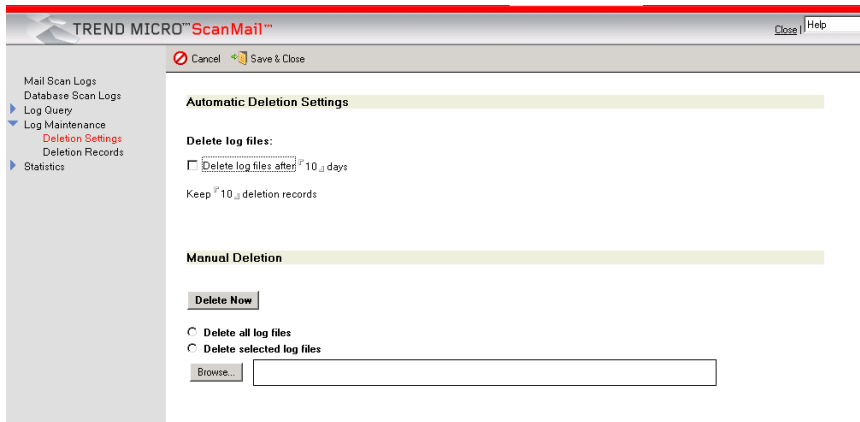 TREND MICRO™ ScanMail™
Close | Help
Cancel Save & Close
Mail Scan Logs
Database Scan Logs
Log Query
Log Maintenance
Deletion Settings
Deletion Records
Statistics
Automatic Deletion Settings
Delete log files:
Delete log files after 10 days
Keep 10 deletion records
Manual Deletion
Delete Now
Delete all log files
Delete selected log files
Browse...